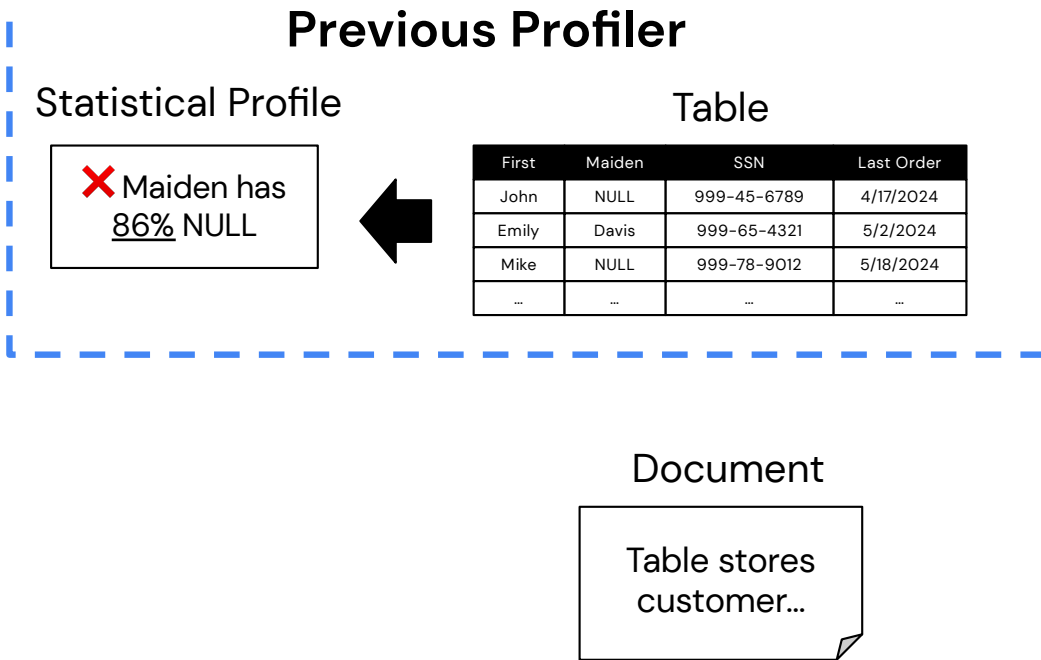 Previous Profiler
Statistical Profile
Maiden has
86% NULL
Table
First Maiden SSN Last Order
John NULL 999-45-6789 4/17/2024
Emily Davis 999-65-4321 5/2/2024
Mike NULL 999-78-9012 5/18/2024
... ... ... ...
Document
Table stores
customer...